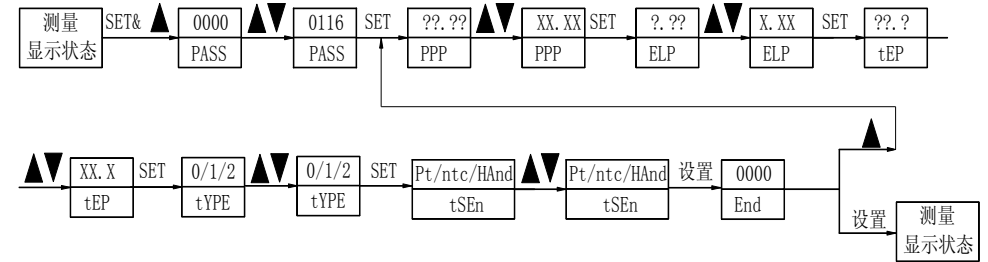 测量
显示状态
SET& ▲
0000
PASS
▲▼
0116
PASS
SET
??.??
PPP
▲▼
XX.XX
PPP
SET
?.??
ELP
▲▼
X.XX
ELP
SET
??.?
tEP
▲▼
XX.X
tEP
SET
0/1/2
tYPE
▲▼
0/1/2
tYPE
SET
Pt/ntc/HAnd
tSEn
▲▼
Pt/ntc/HAnd
tSEn
设置
0000
End
▲
设置
测量
显示状态